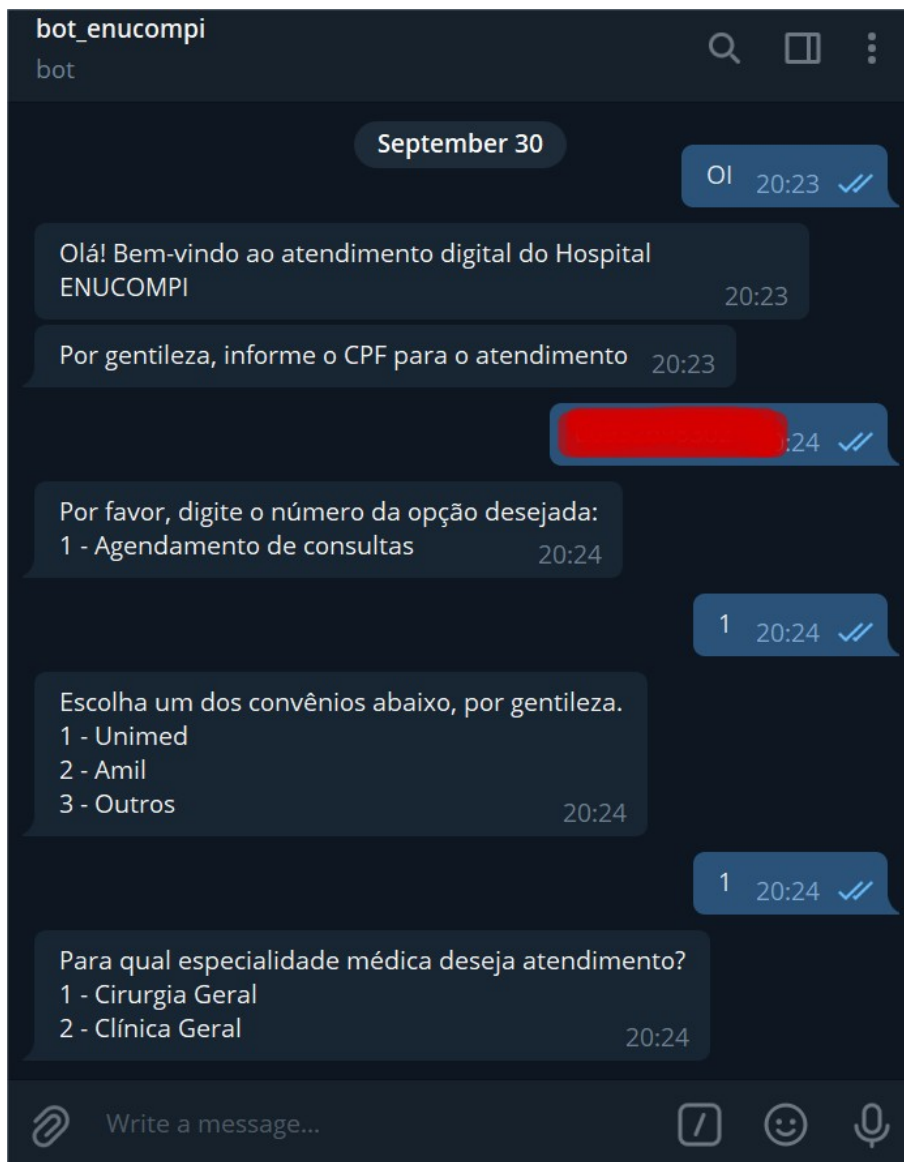 bot_enucompi
bot
September 30
OI 20:23
Olá! Bem-vindo ao atendimento digital do Hospital
ENUCOMPI
20:23
Por gentileza, informe o CPF para o atendimento 20:23
:24
Por favor, digite o número da opção desejada:
1 - Agendamento de consultas
20:24
1 20:24
Escolha um dos convênios abaixo, por gentileza.
1 - Unimed
2 - Amil
3 - Outros
20:24
1 20:24
Para qual especialidade médica deseja atendimento?
1 - Cirurgia Geral
2 - Clínica Geral
20:24
Write a message...